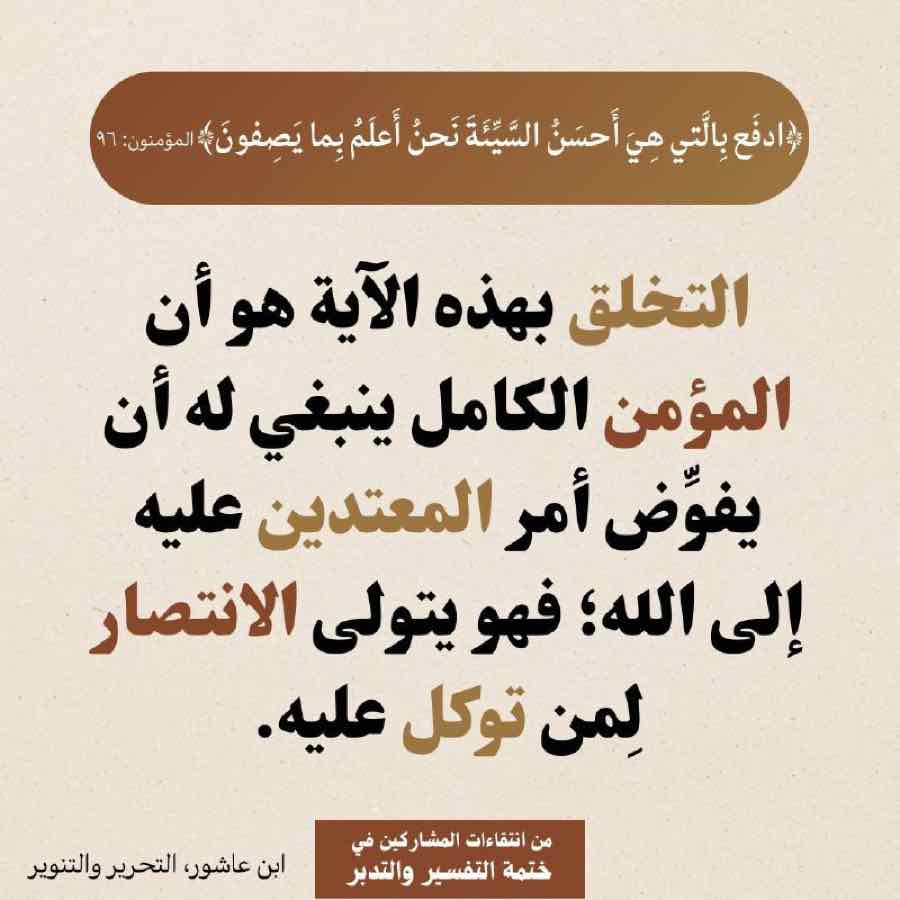 ﴿ادفَع بِالَّتي هِيَ أَحسَنُ السَّيِّئَةَ نَحنُ أَعلَمُ بِما يَصِفونَ﴾ المؤمنون: ٩٦
التخلق بهذه الآية هو أن
المؤمن الكامل ينبغي له أن
يفوِّض أمر المعتدين عليه
إلى الله؛ فهو يتولى الانتصار
لِمن توكل عليه.
من انتقاءات المشاركين في
ختمة التفسير والتدبر
ابن عاشور، التحرير والتنوير